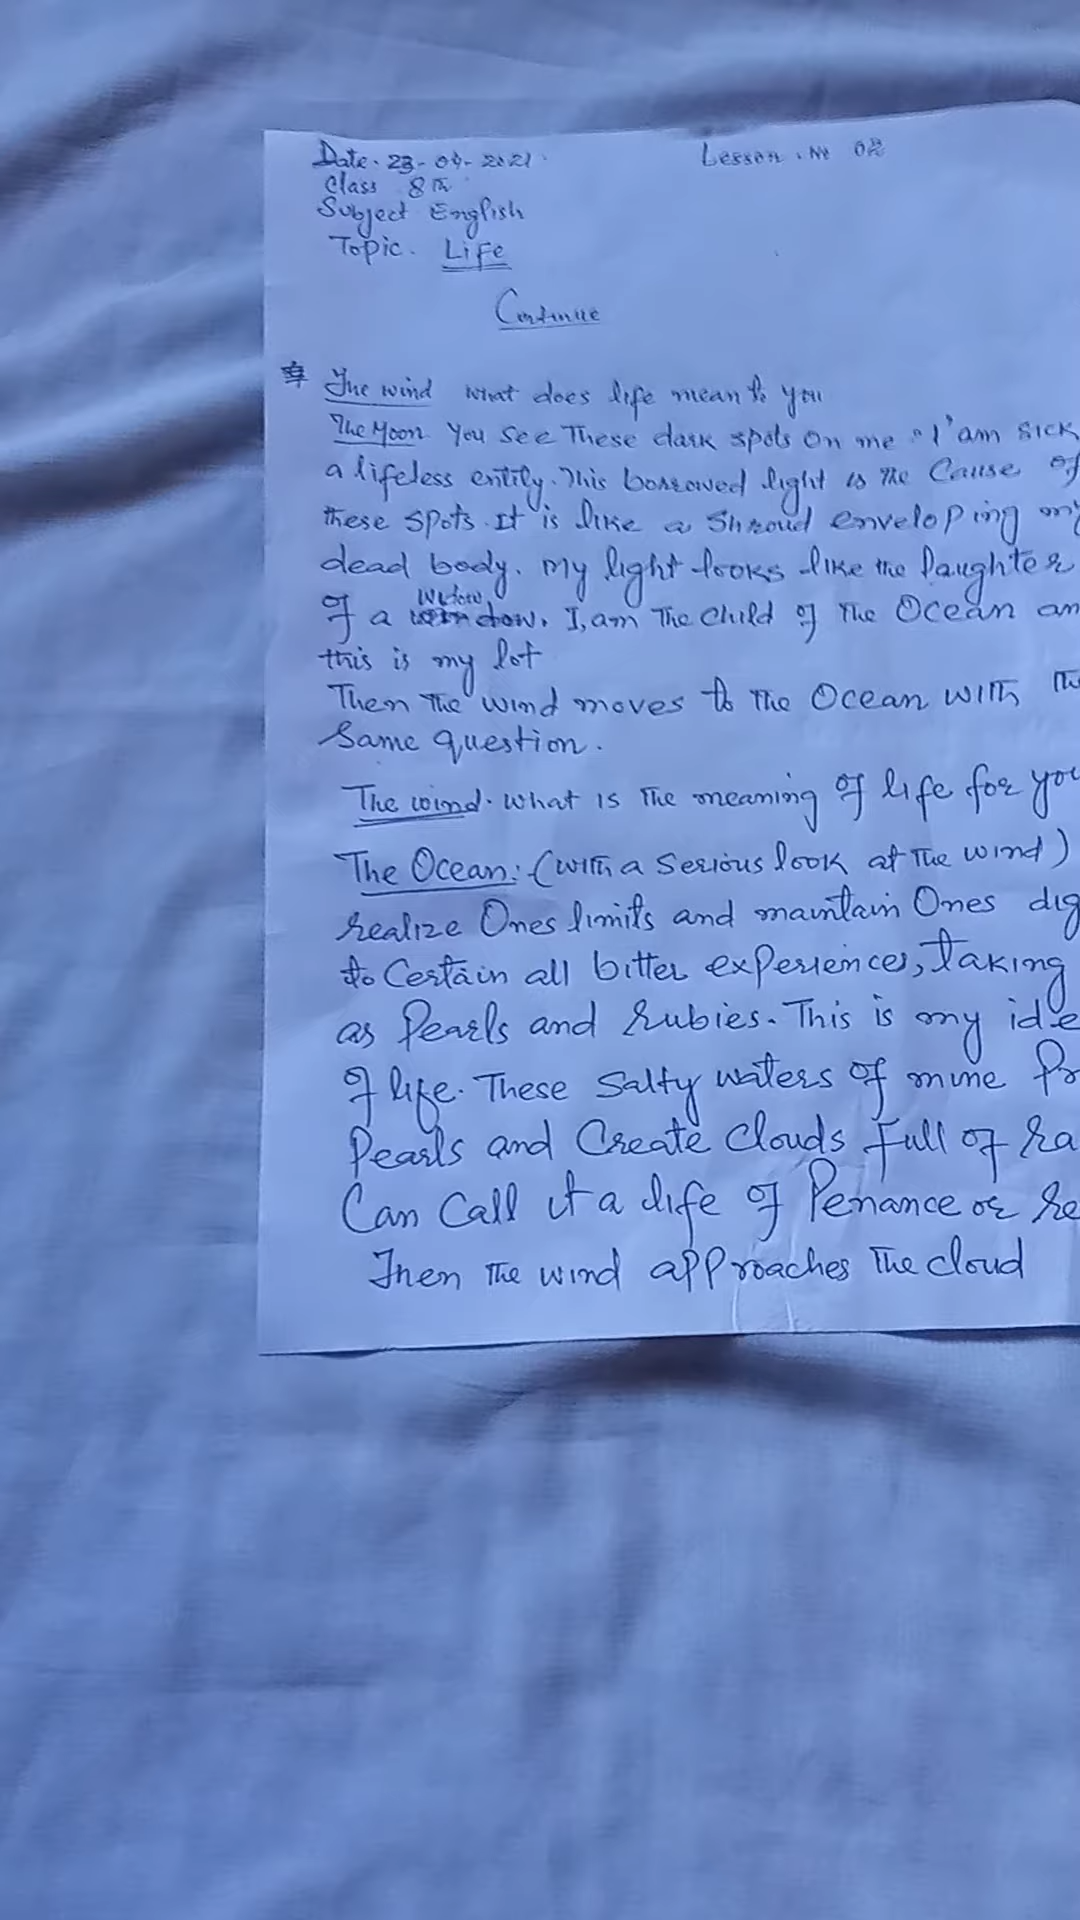 Date. 23-04-2021
Lesson. No 02
Class 8th
Subject English
Topic. Life
Continue
The wind what does life mean to you
The Moon You see These dark spots on me "I'am sick,
a lifeless entity. This borrowed light is the Cause of
these spots. It is like a Shroud enveloping my
dead body. My light looks like the laughter
of a widow. I, am The child of The Ocean an
this is my lot
Then The wind moves to The Ocean with The
Same question.
The wind. what is The meaning of life for you
The Ocean: (with a serious look at The wind)
realize Ones limits and maintain Ones dig
to Certain all bitter experiences, taking
as Pearls and rubies. This is my ide
of life. These Salty waters of mine Pr
Pearls and Create clouds full of ra
Can Call it a life of Penance or re
Then The wind approaches The cloud